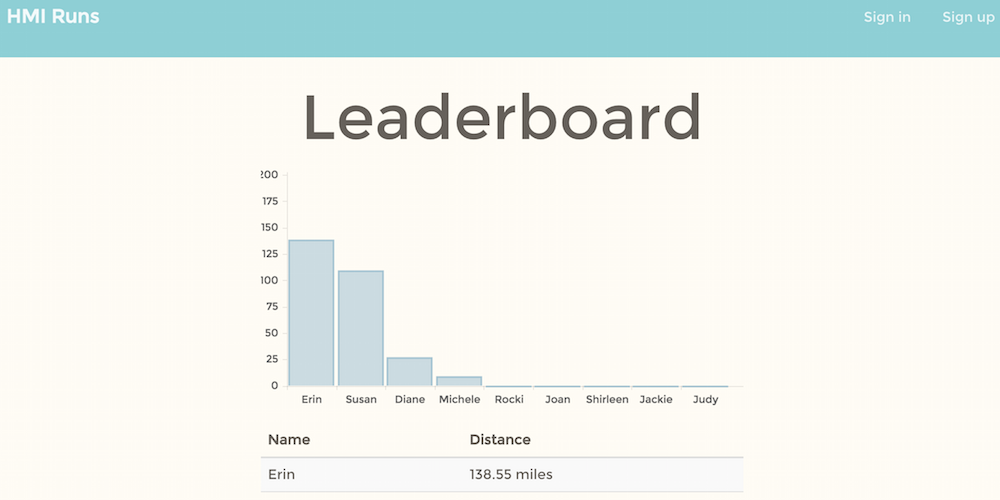 HMI Runs Sign in Sign up
Leaderboard
200
175
150
125
100
75
50
25
0
Erin Susan Diane Michele Rocki Joan Shirleen Jackie Judy
Name Distance
Erin 138.55 miles